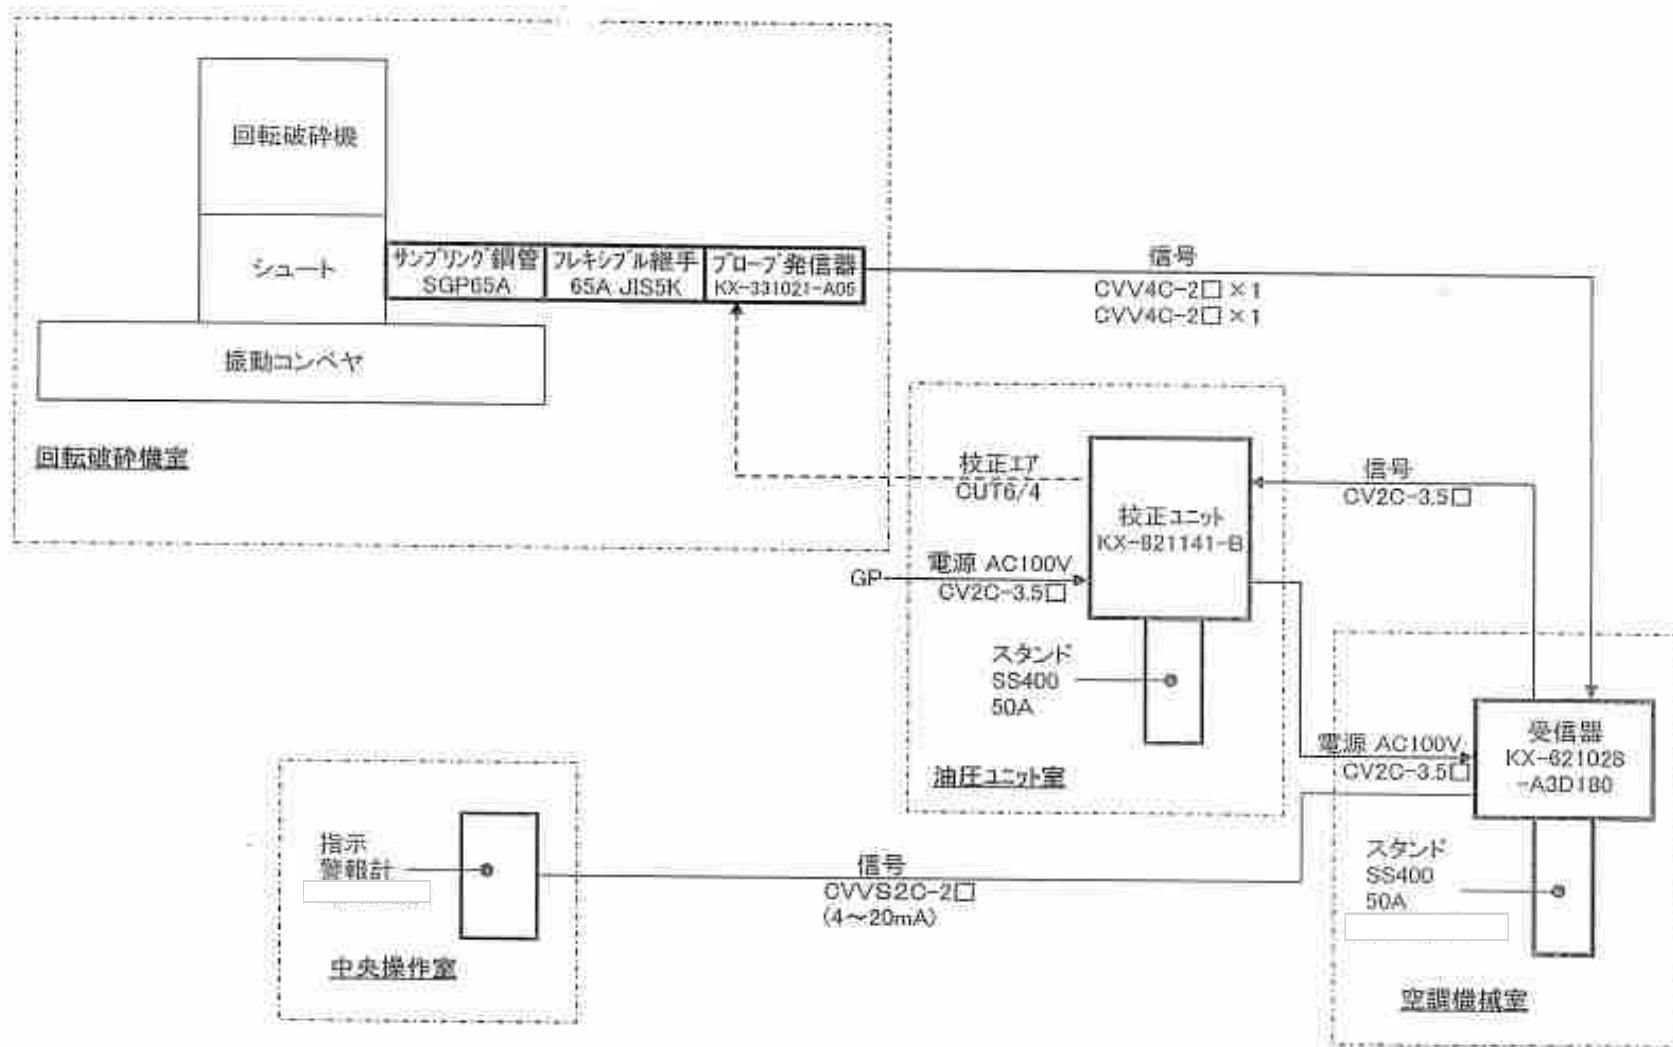 回転破砕機
シュート
サンプリング鋼管
SGP65A
フレキシブル継手
65A JIS5K
プローブ発信器
KX-331021-A05
振動コンベヤ
回転破砕機室
信号
CVV4C-2□×1
CVV4C-2□×1
校正エア
CUT6/4
校正ユニット
KX-821141-B
信号
CV2C-3.5□
GP
電源 AC100V
CV2C-3.5□
スタンド
SS400
50A
油圧ユニット室
電源 AC100V
CV2C-3.5□
受信器
KX-621028
-A3D180
スタンド
SS400
50A
空調機械室
指示
警報計
信号
CVVS2C-2□
(4～20mA)
中央操作室